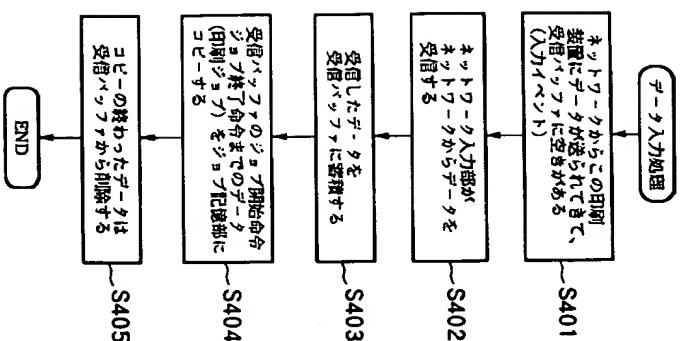 データ入力処理
ネットワークからこの印刷
装置にデータが送られてきて、
受信バッファに空きがある
(入力イベント)
S401
ネットワーク入力部が
ネットワークからデータを
受信する
S402
受信したデータを
受信バッファに蓄積する
S403
受信バッファのジョブ開始命令
ジョブ終了命令までのデータ
(印刷ジョブ)をジョブ記憶部に
コピーする
S404
コピーの終わったデータは
受信バッファから削除する
S405
END